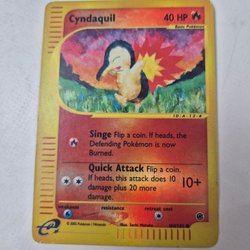 Cyndaquil 40 HP
Basic Pokémon
Singe Flip a coin. If heads, the
Defending Pokémon is now
Burned.
Quick Attack Flip a coin. If
heads, this attack does 10
damage plus 20 more.
10+
weakness resistance retreat cost